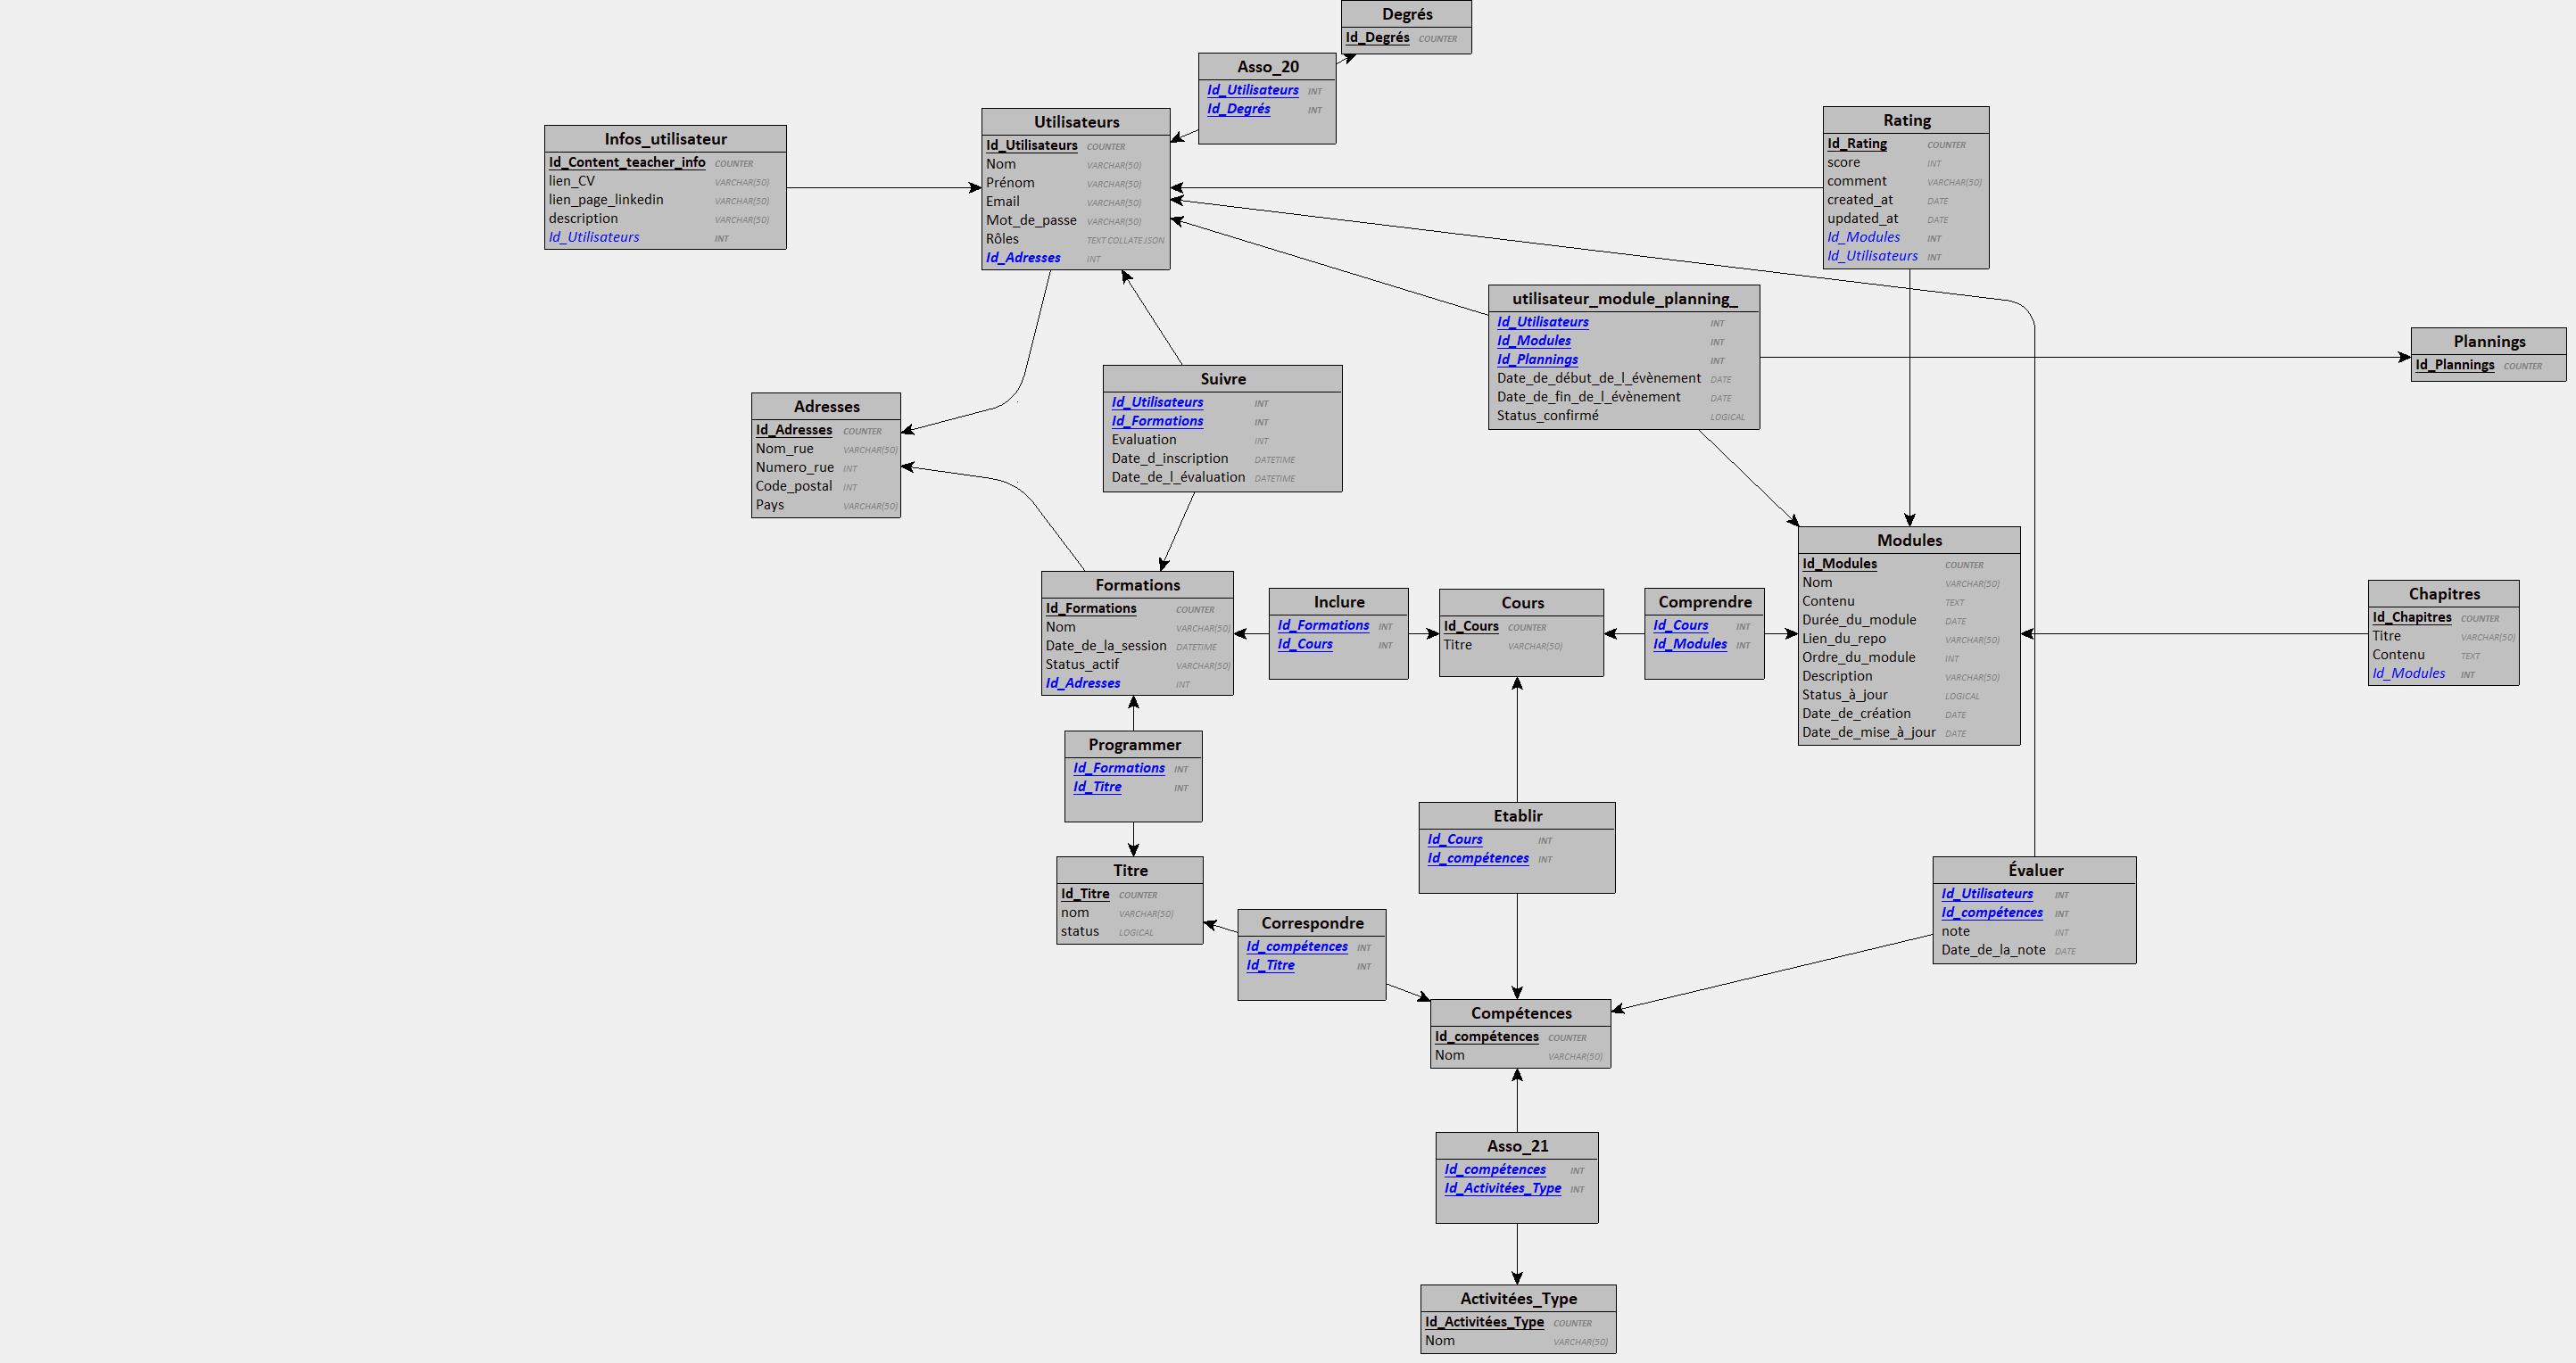 Degrés
Id_Degrés COUNTER
Asso_20
Id_Utilisateurs INT
Id_Degrés INT
Infos_utilisateur
Id_Content_teacher_info COUNTER
lien_CV VARCHAR(50)
lien_page_linkedin VARCHAR(50)
description VARCHAR(50)
Id_Utilisateurs INT
Utilisateurs
Id_Utilisateurs COUNTER
Nom VARCHAR(50)
Prénom VARCHAR(50)
Email VARCHAR(50)
Mot_de_passe VARCHAR(50)
Rôles TEXT COLLATE JSON
Id_Adresses INT
Rating
Id_Rating COUNTER
score INT
comment VARCHAR(50)
created_at DATE
updated_at DATE
Id_Modules INT
Id_Utilisateurs INT
utilisateur_module_planning_
Id_Utilisateurs INT
Id_Modules INT
Id_Plannings INT
Date_de_début_de_l_évènement DATE
Date_de_fin_de_l_évènement DATE
Status_confirmé LOGICAL
Plannings
Id_Plannings COUNTER
Adresses
Id_Adresses COUNTER
Nom_rue VARCHAR(50)
Numero_rue INT
Code_postal INT
Pays VARCHAR(50)
Suivre
Id_Utilisateurs INT
Id_Formations INT
Evaluation INT
Date_d_inscription DATETIME
Date_de_l_évaluation DATETIME
Formations
Id_Formations COUNTER
Nom VARCHAR(50)
Date_de_la_session DATETIME
Status_actif VARCHAR(50)
Id_Adresses INT
Inclure
Id_Formations INT
Id_Cours INT
Cours
Id_Cours COUNTER
Titre VARCHAR(50)
Comprendre
Id_Cours INT
Id_Modules INT
Modules
Id_Modules COUNTER
Nom VARCHAR(50)
Contenu TEXT
Durée_du_module DATE
Lien_du_repo VARCHAR(50)
Ordre_du_module INT
Description VARCHAR(50)
Status_à_jour LOGICAL
Date_de_création DATE
Date_de_mise_à_jour DATE
Chapitres
Id_Chapitres COUNTER
Titre VARCHAR(50)
Contenu TEXT
Id_Modules INT
Programmer
Id_Formations INT
Id_Titre INT
Etablir
Id_Cours INT
Id_compétences INT
Titre
Id_Titre COUNTER
nom VARCHAR(50)
status LOGICAL
Évaluer
Id_Utilisateurs INT
Id_compétences INT
note INT
Date_de_la_note DATE
Correspondre
Id_compétences INT
Id_Titre INT
Compétences
Id_compétences COUNTER
Nom VARCHAR(50)
Asso_21
Id_compétences INT
Id_Activitées_Type INT
Activitées_Type
Id_Activitées_Type COUNTER
Nom VARCHAR(50)